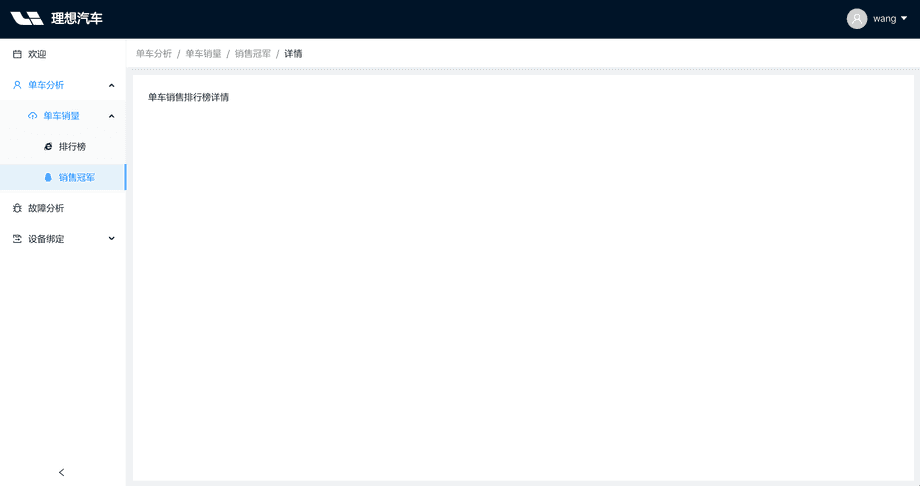 理想汽车
wang
欢迎
单车分析
单车销量
排行榜
销售冠军
故障分析
设备绑定
单车分析 / 单车销量 / 销售冠军 / 详情
单车销售排行榜详情